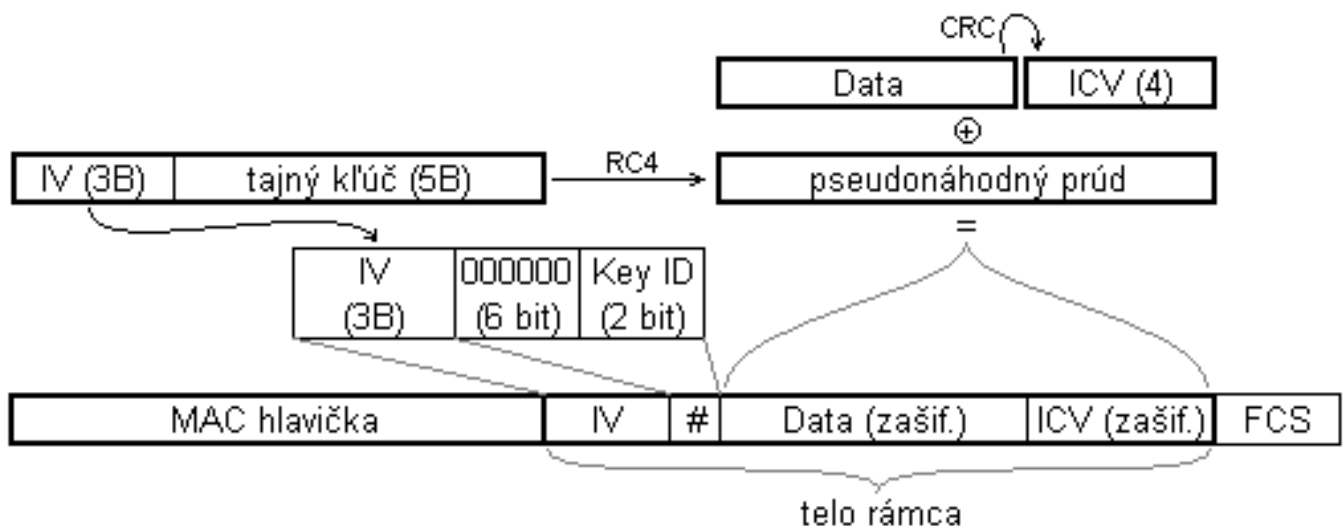 CRC
Data ICV (4)
⊕
IV (3B) tajný kľúč (5B) RC4 pseudonáhodný prúd
=
IV 000000 Key ID
(3B) (6 bit) (2 bit)
MAC hlavička IV # Data (zašif.) ICV (zašif.) FCS
telo rámca